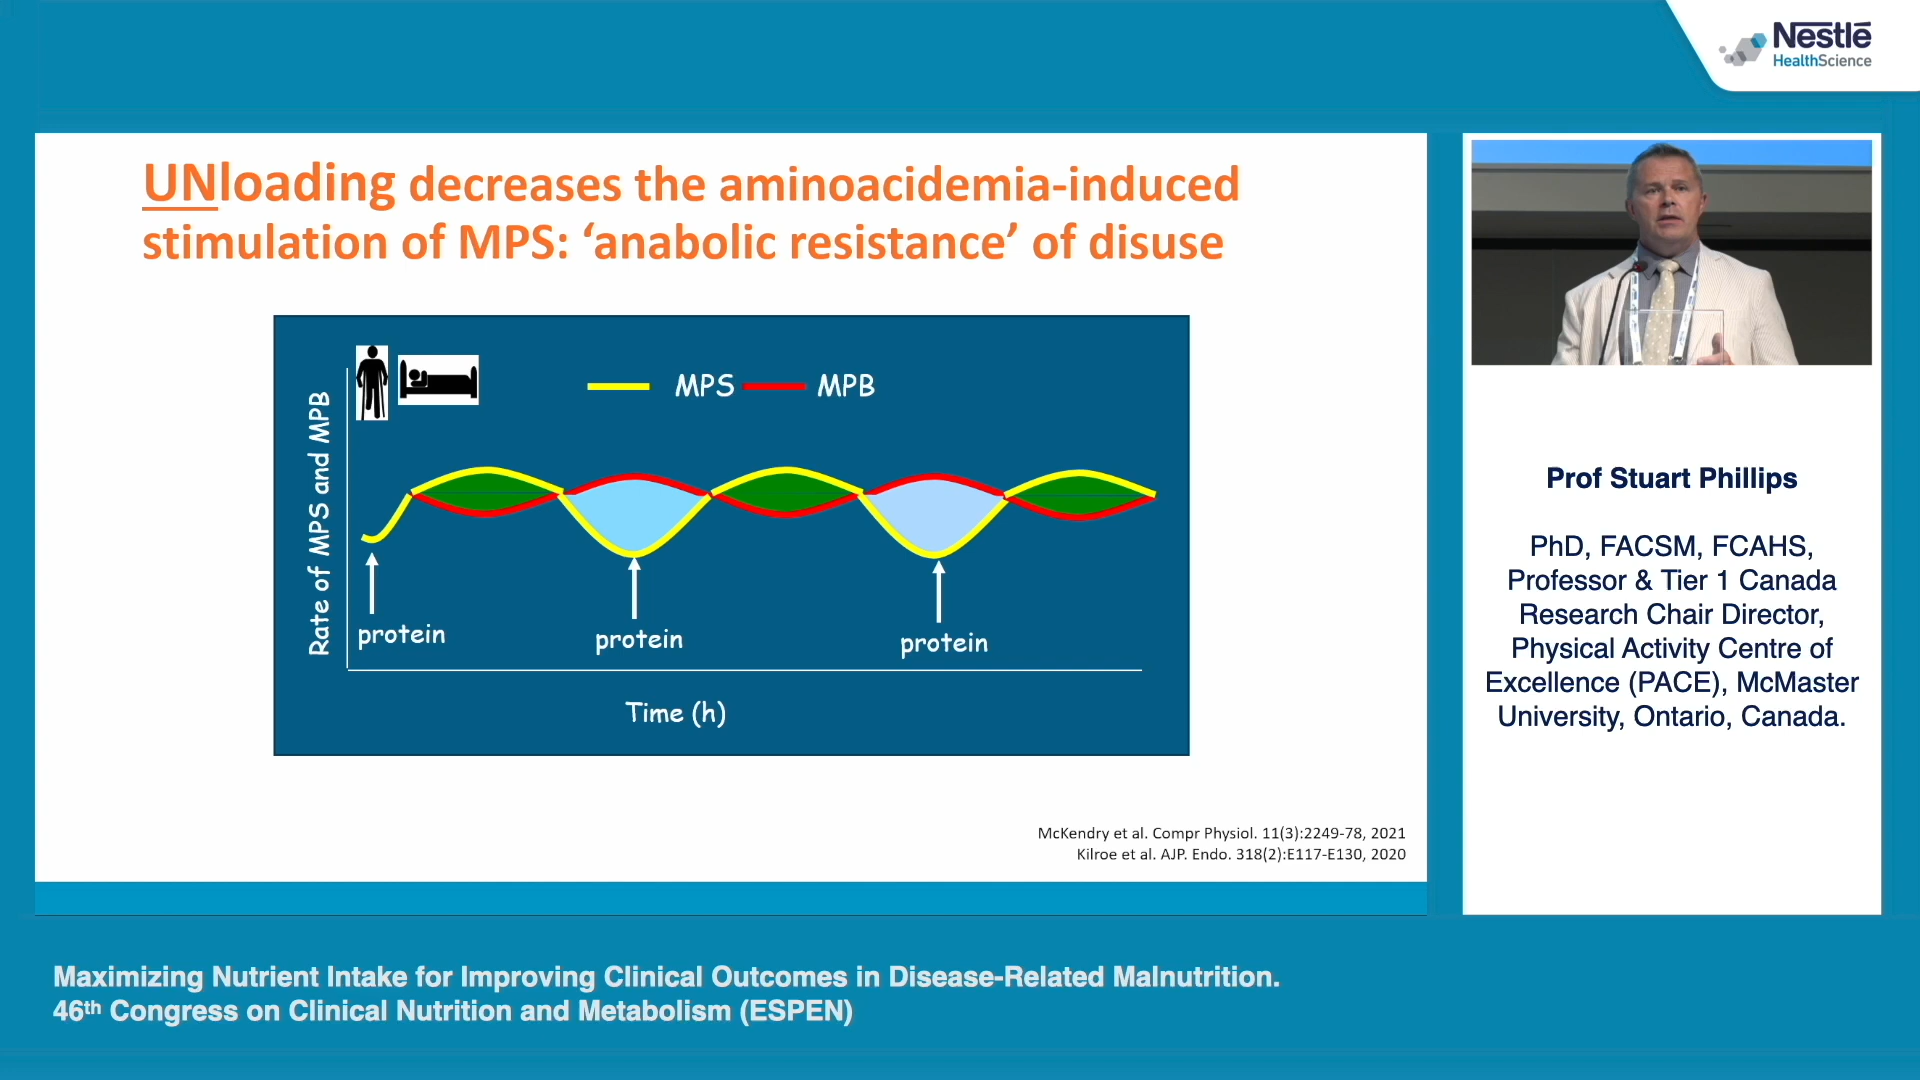 Nestlé
HealthScience
UNloading decreases the aminoacidemia-induced
stimulation of MPS: ‘anabolic resistance’ of disuse
MPS MPB
Rate of MPS and MPB
protein
protein
protein
Time (h)
McKendry et al. Compr Physiol. 11(3):2249-78, 2021
Kilroe et al. AJP. Endo. 318(2):E117-E130, 2020
Prof Stuart Phillips
PhD, FACSM, FCAHS,
Professor & Tier 1 Canada
Research Chair Director,
Physical Activity Centre of
Excellence (PACE), McMaster
University, Ontario, Canada.
Maximizing Nutrient Intake for Improving Clinical Outcomes in Disease-Related Malnutrition.
46th Congress on Clinical Nutrition and Metabolism (ESPEN)